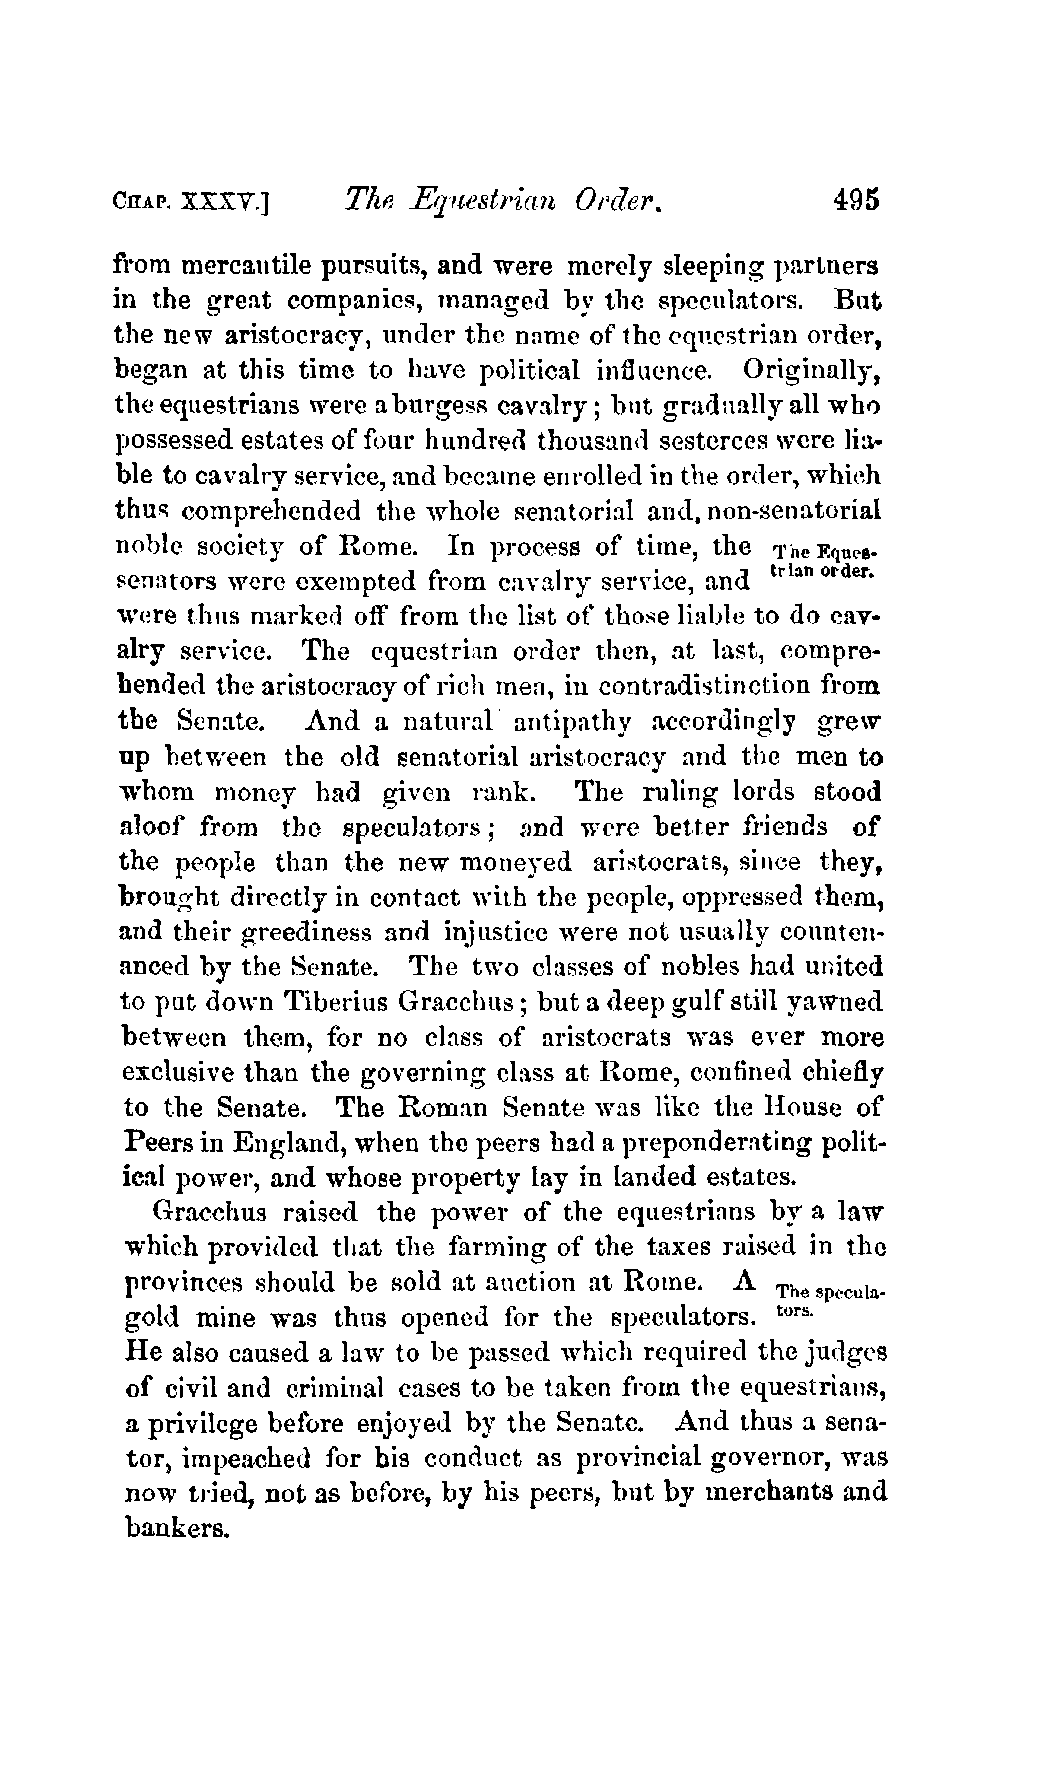 CHAP. XXXV.] The Equestrian Order. 495
from mercantile pursuits, and were merely sleeping partners
in the great companies, managed by the speculators. But
the new aristocracy, under the name of the equestrian order,
began at this time to have political influence. Originally,
the equestrians were a burgess cavalry; but gradually all who
possessed estates of four hundred thousand sesterces were lia-
ble to cavalry service, and became enrolled in the order, which
thus comprehended the whole senatorial and, non-senatorial
noble society of Rome. In process of time, the
The Eques-
trian order.
senators were exempted from cavalry service, and
were thus marked off from the list of those liable to do cav-
alry service. The equestrian order then, at last, compre-
hended the aristocracy of rich men, in contradistinction from
the Senate. And a natural antipathy accordingly grew
up between the old senatorial aristocracy and the men to
whom money had given rank. The ruling lords stood
aloof from the speculators; and were better friends of
the people than the new moneyed aristocrats, since they,
brought directly in contact with the people, oppressed them,
and their greediness and injustice were not usually counten-
anced by the Senate. The two classes of nobles had united
to put down Tiberius Gracchus; but a deep gulf still yawned
between them, for no class of aristocrats was ever more
exclusive than the governing class at Rome, confined chiefly
to the Senate. The Roman Senate was like the House of
Peers in England, when the peers had a preponderating polit-
ical power, and whose property lay in landed estates.
Gracchus raised the power of the equestrians by a law
which provided that the farming of the taxes raised in the
provinces should be sold at auction at Rome. A
The specula-
tors.
gold mine was thus opened for the speculators.
He also caused a law to be passed which required the judges
of civil and criminal cases to be taken from the equestrians,
a privilege before enjoyed by the Senate. And thus a sena-
tor, impeached for his conduct as provincial governor, was
now tried, not as before, by his peers, but by merchants and
bankers.